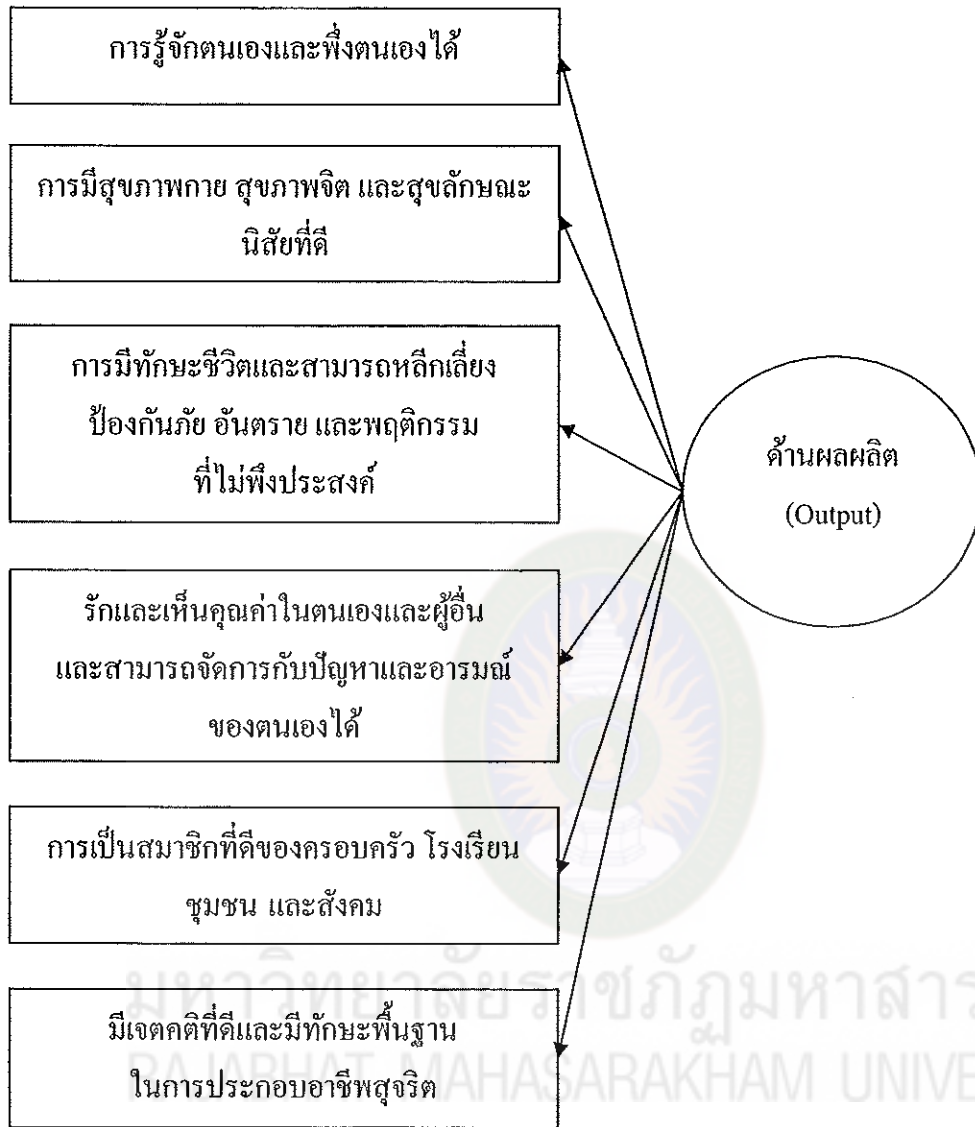 การรู้จักตนเองและพึ่งตนเองได้
การมีสุขภาพกาย สุขภาพจิต และสุขลักษณะ
นิสัยที่ดี
การมีทักษะชีวิตและสามารถหลีกเลี่ยง
ป้องกันภัย อันตราย และพฤติกรรม
ที่ไม่พึงประสงค์
ด้านผลผลิต
(Output)
รักและเห็นคุณค่าในตนเองและผู้อื่น
และสามารถจัดการกับปัญหาและอารมณ์
ของตนเองได้
การเป็นสมาชิกที่ดีของครอบครัว โรงเรียน
ชุมชน และสังคม
มีเจตคติที่ดีและมีทักษะพื้นฐาน
ในการประกอบอาชีพสุจริต
มหาวิทยาลัยราชภัฏมหาสาร
RAJABHAT MAHASARAKHAM UNIVE